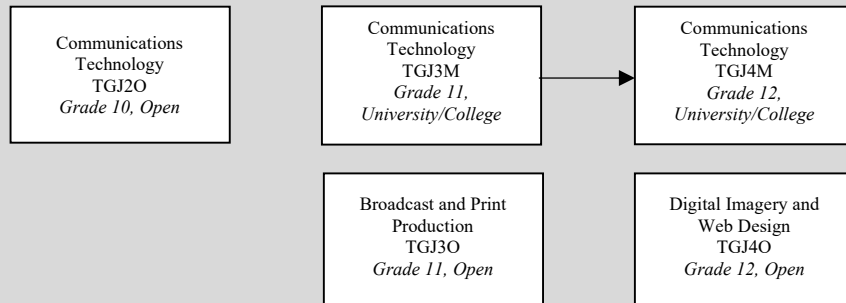 Communications
Technology
TGJ2O
Grade 10, Open
Communications
Technology
TGJ3M
Grade 11,
University/College
Communications
Technology
TGJ4M
Grade 12,
University/College
Broadcast and Print
Production
TGJ3O
Grade 11, Open
Digital Imagery and
Web Design
TGJ4O
Grade 12, Open